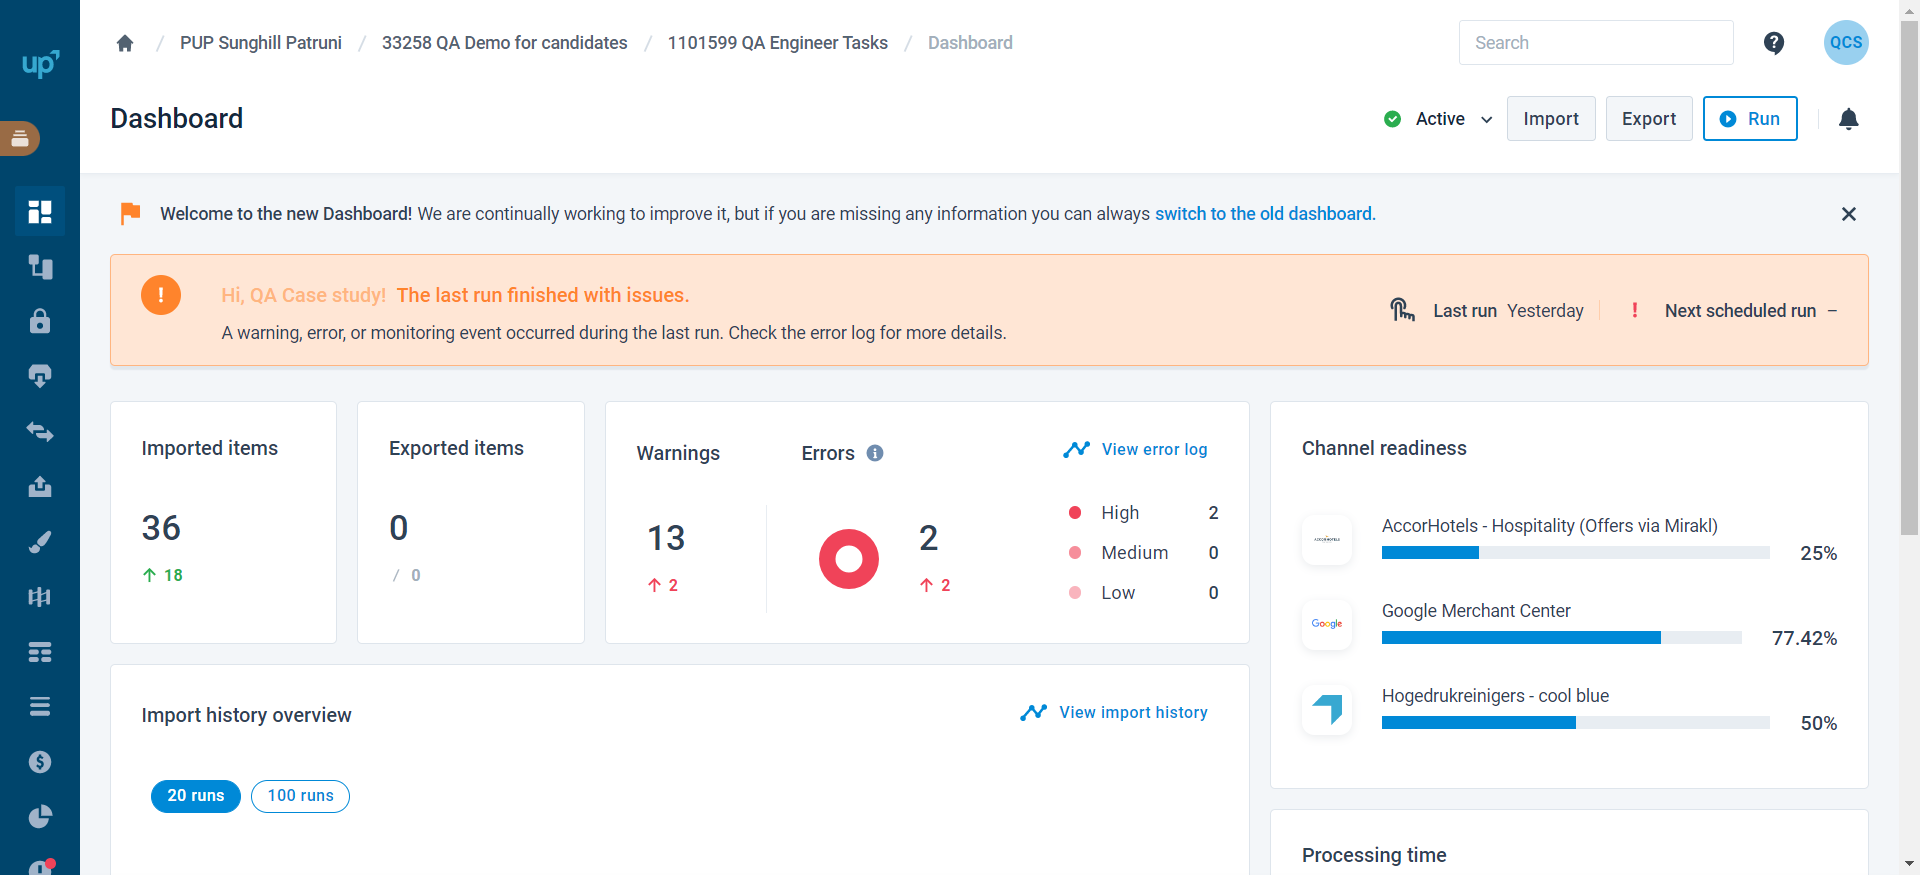 up
PUP Sunghill Patruni / 33258 QA Demo for candidates / 1101599 QA Engineer Tasks / Dashboard
Search
?
QCS
Dashboard
Active
Import
Export
Run
Welcome to the new Dashboard! We are continually working to improve it, but if you are missing any information you can always switch to the old dashboard.
!
Hi, QA Case study! The last run finished with issues.
A warning, error, or monitoring event occurred during the last run. Check the error log for more details.
Last run Yesterday
! Next scheduled run –
Imported items
36
18
Exported items
0
/ 0
Warnings
13
2
Errors
2
2
View error log
High 2
Medium 0
Low 0
Channel readiness
ACCORHOTELS
AccorHotels - Hospitality (Offers via Mirakl)
25%
Google
Google Merchant Center
77.42%
Hogedrukreinigers - cool blue
50%
Import history overview
View import history
20 runs
100 runs
Processing time